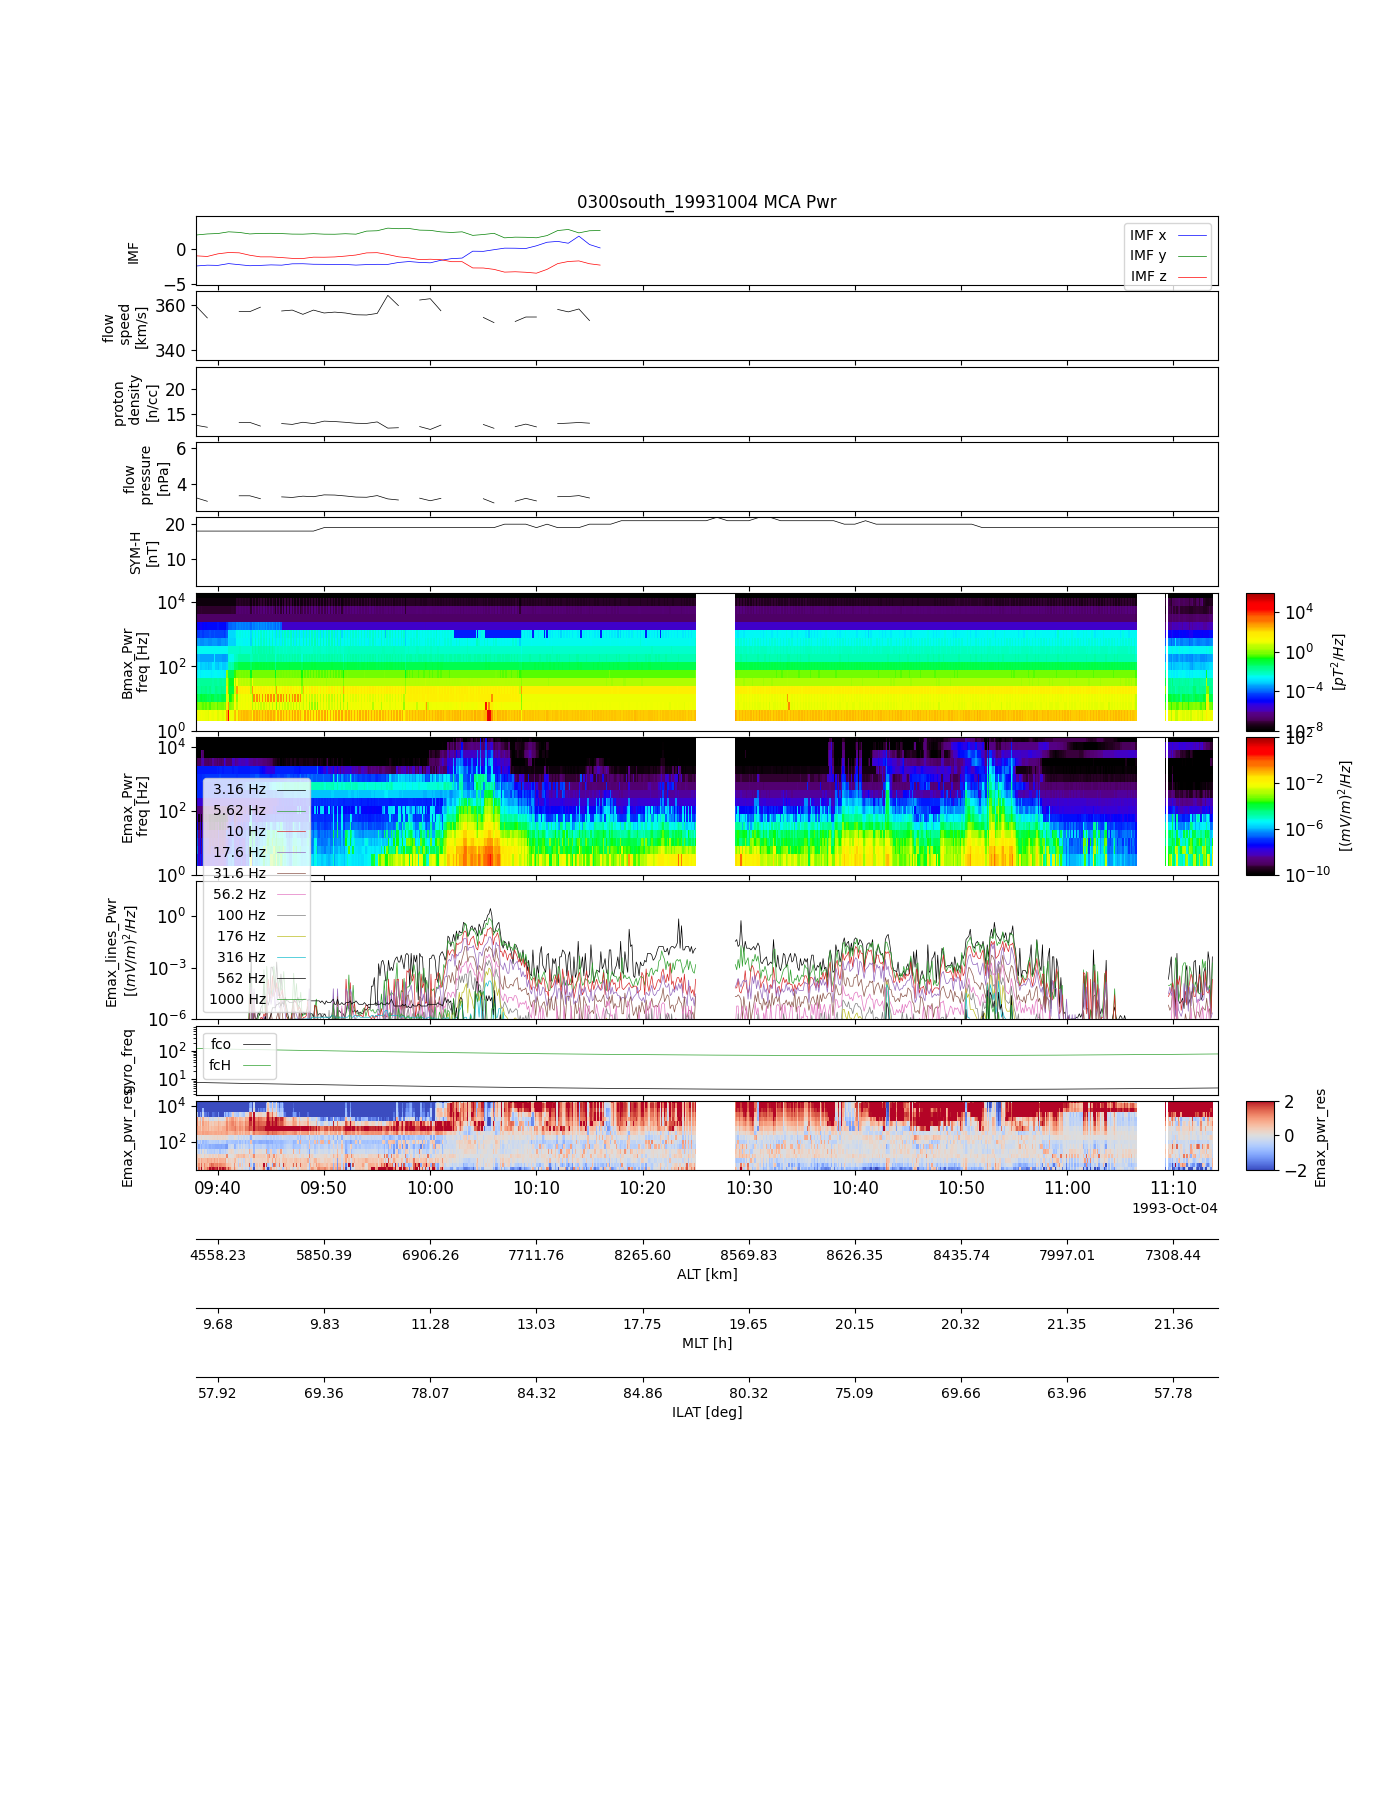 0300south_19931004 MCA Pwr
IMF
0
−5
IMF x
IMF y
IMF z
flow
speed
[km/s]
360
340
proton
density
[n/cc]
20
15
flow
pressure
[nPa]
6
4
SYM-H
[nT]
20
10
Bmax_Pwr
freq [Hz]
10^4
10^2
10^0
10^4
10^0
10^−4
10^−8
[pT^2/Hz]
Emax_Pwr
freq [Hz]
10^4
10^2
10^0
10^2
10^−2
10^−6
10^−10
[(mV/m)^2/Hz]
3.16 Hz
5.62 Hz
10 Hz
17.6 Hz
31.6 Hz
56.2 Hz
100 Hz
176 Hz
316 Hz
562 Hz
1000 Hz
Emax_lines_Pwr
[(mV/m)^2/Hz]
10^0
10^−3
10^−6
gyro_freq
10^2
10^1
fco
fcH
Emax_pwr_res
10^4
10^2
2
0
−2
Emax_pwr_res
09:40 09:50 10:00 10:10 10:20 10:30 10:40 10:50 11:00 11:10
1993-Oct-04
4558.23 5850.39 6906.26 7711.76 8265.60 8569.83 8626.35 8435.74 7997.01 7308.44
ALT [km]
9.68 9.83 11.28 13.03 17.75 19.65 20.15 20.32 21.35 21.36
MLT [h]
57.92 69.36 78.07 84.32 84.86 80.32 75.09 69.66 63.96 57.78
ILAT [deg]